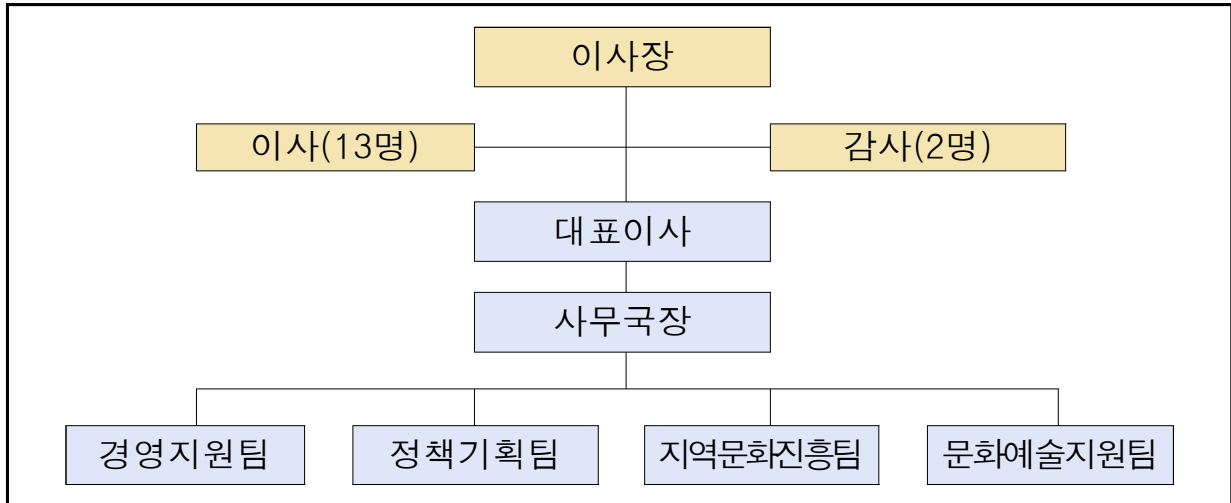 이사장
이사(13명)
감사(2명)
대표이사
사무국장
경영지원팀
정책기획팀
지역문화진흥팀
문화예술지원팀